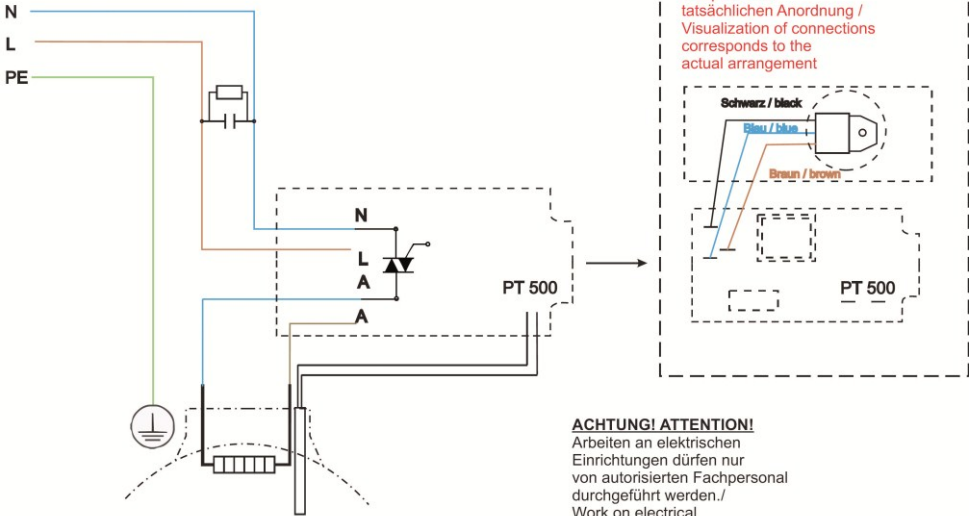 N
L
PE
tatsächlichen Anordnung /
Visualization of connections
corresponds to the
actual arrangement
Schwarz / black
Blau / blue
Braun / brown
N
L
A
A
PT 500
PT 500
ACHTUNG! ATTENTION!
Arbeiten an elektrischen
Einrichtungen dürfen nur
von autorisierten Fachpersonal
durchgeführt werden./
Work on electrical